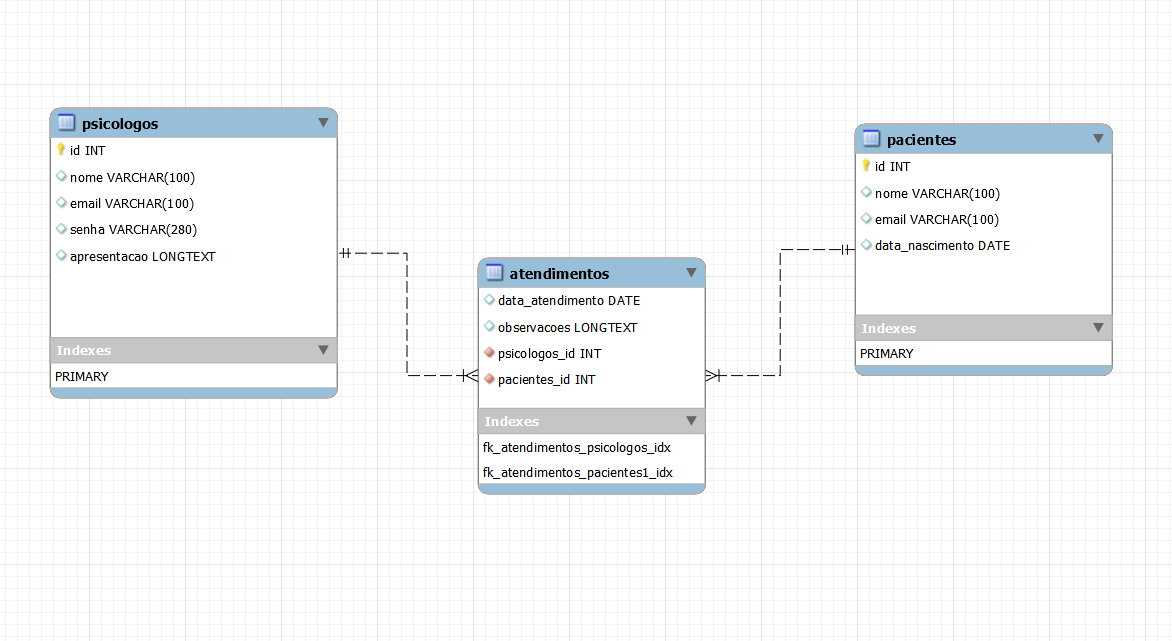 psicologos
id INT
nome VARCHAR(100)
email VARCHAR(100)
senha VARCHAR(280)
apresentacao LONGTEXT
Indexes
PRIMARY
atendimentos
data_atendimento DATE
observacoes LONGTEXT
psicologos_id INT
pacientes_id INT
Indexes
fk_atendimentos_psicologos_idx
fk_atendimentos_pacientes1_idx
pacientes
id INT
nome VARCHAR(100)
email VARCHAR(100)
data_nascimento DATE
Indexes
PRIMARY